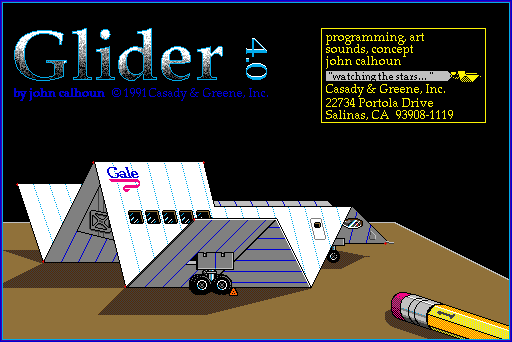 Glider 4.0
by john calhoun. ©1991 Casady & Greene, Inc.
programming, art
sounds, concept
john calhoun
"watching the stars..."
Casady & Greene, Inc.
22734 Portola Drive
Salinas, CA 93908-1119
Gale
1